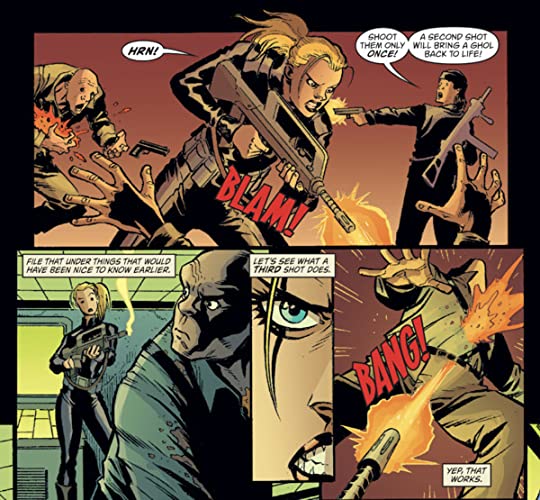 HRN!
SHOOT
THEM ONLY
ONCE!
A SECOND SHOT
WILL BRING A GHOL
BACK TO LIFE!
BLAM!
FILE THAT UNDER THINGS THAT WOULD
HAVE BEEN NICE TO KNOW EARLIER.
LET'S SEE WHAT A
THIRD SHOT DOES.
BANG!
YEP, THAT
WORKS.